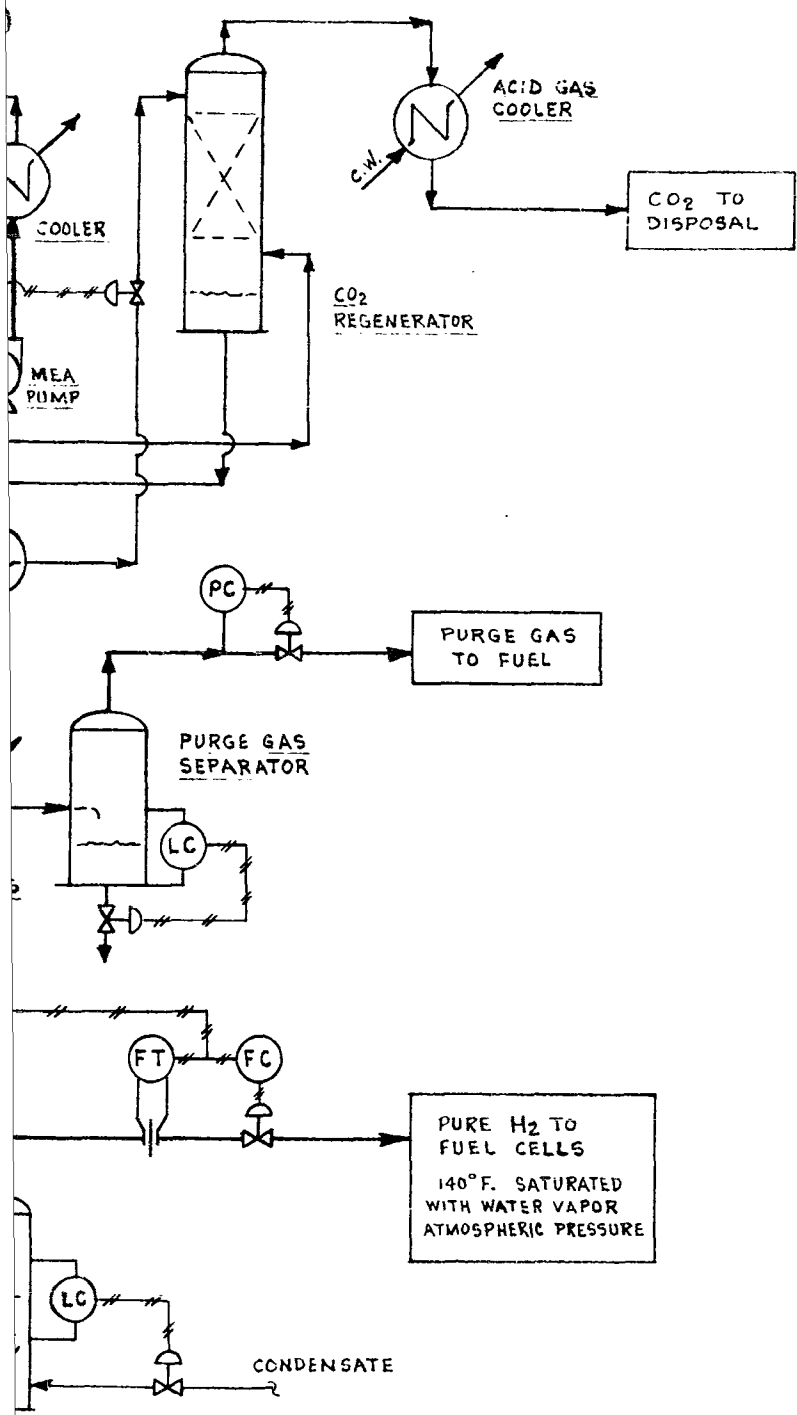 ACID GAS
COOLER
C.W.
CO2 TO
DISPOSAL
COOLER
CO2
REGENERATOR
MEA
PUMP
PC
PURGE GAS
TO FUEL
PURGE GAS
SEPARATOR
LC
FT
FC
PURE H2 TO
FUEL CELLS
140°F. SATURATED
WITH WATER VAPOR
ATMOSPHERIC PRESSURE
LC
CONDENSATE